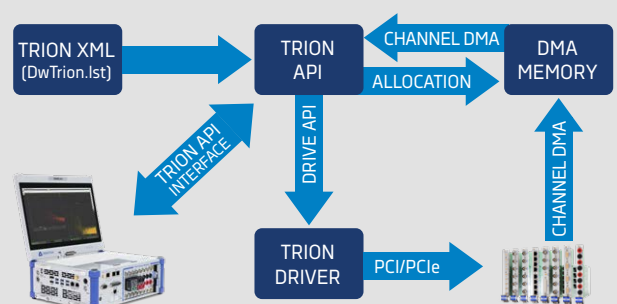 TRION XML
(DwTrion.lst)
TRION
API
CHANNEL DMA
ALLOCATION
DMA
MEMORY
TRION API
INTERFACE
DRIVE API
CHANNEL DMA
TRION
DRIVER
PCI/PCIe